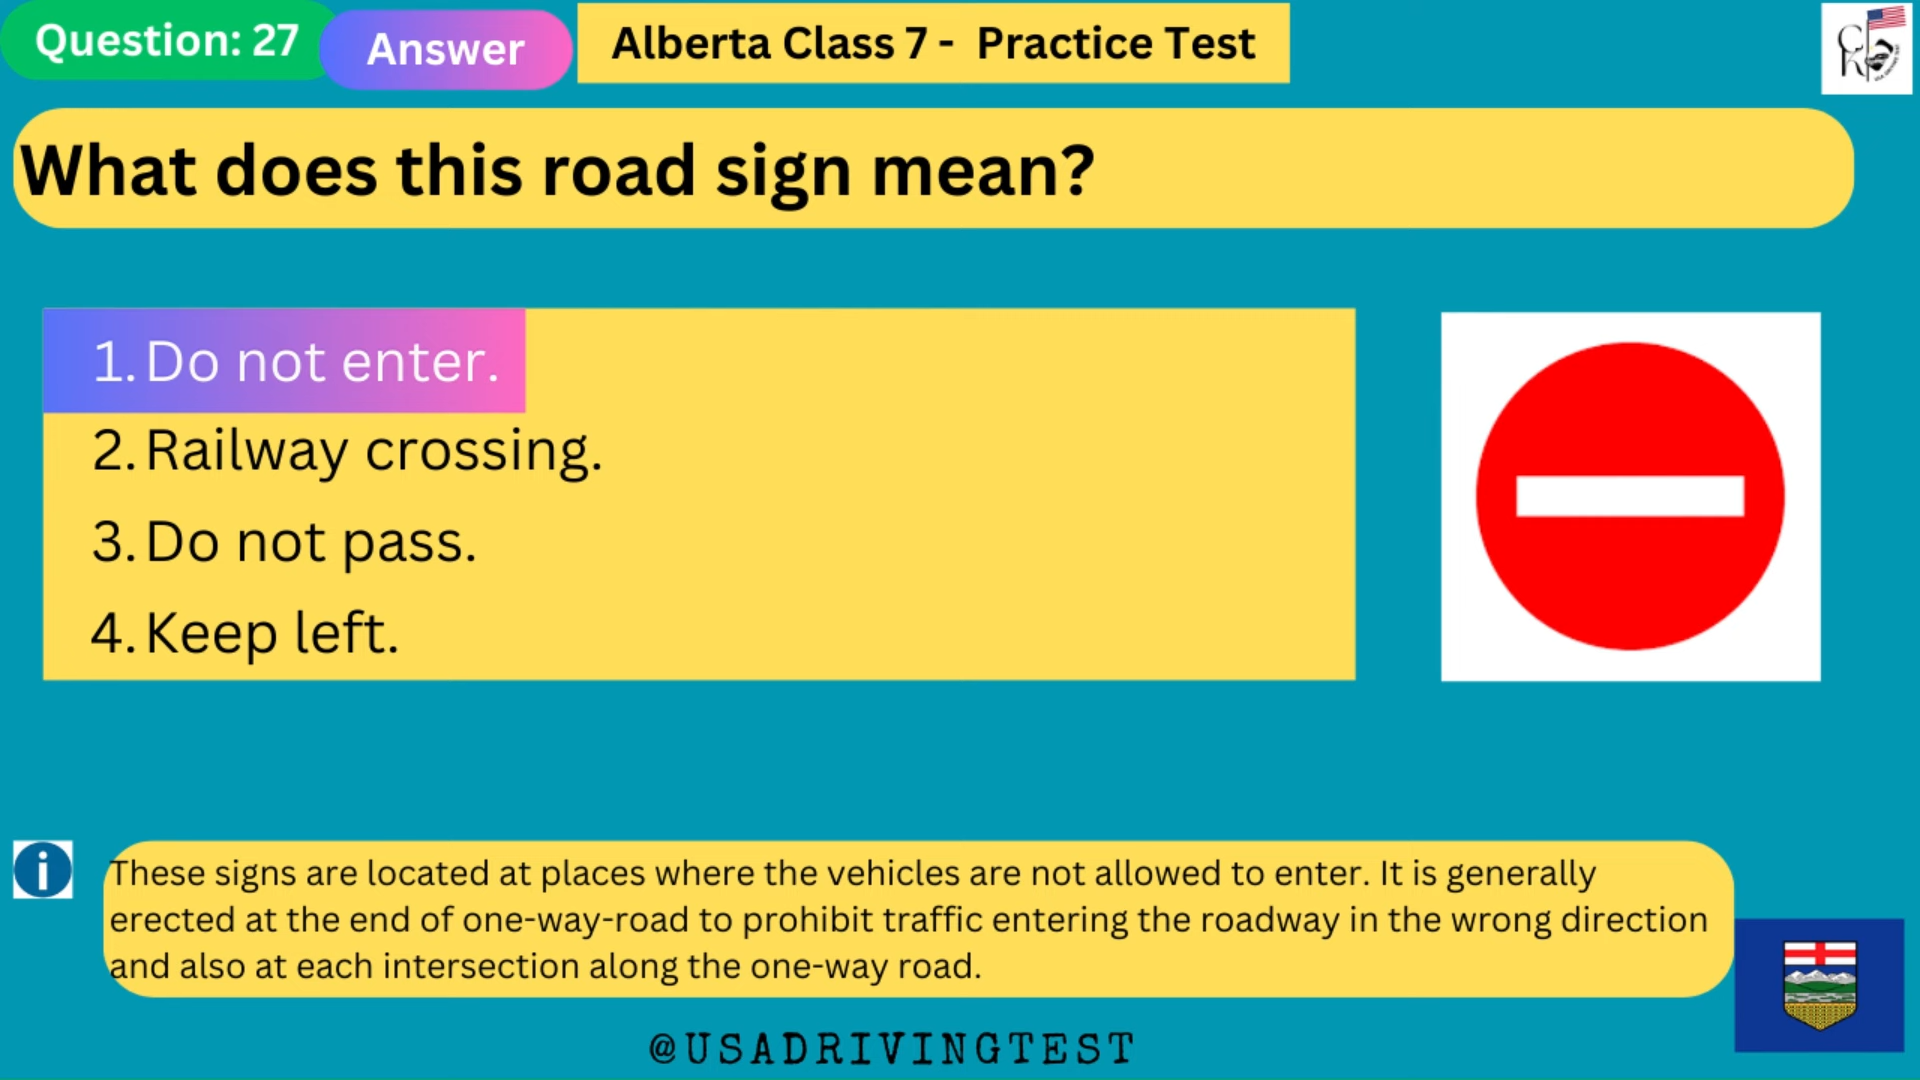 Question: 27
Answer
Alberta Class 7 - Practice Test
What does this road sign mean?
1. Do not enter.
2. Railway crossing.
3. Do not pass.
4. Keep left.
i
These signs are located at places where the vehicles are not allowed to enter. It is generally
erected at the end of one-way-road to prohibit traffic entering the roadway in the wrong direction
and also at each intersection along the one-way road.
@USADRIVINGTEST